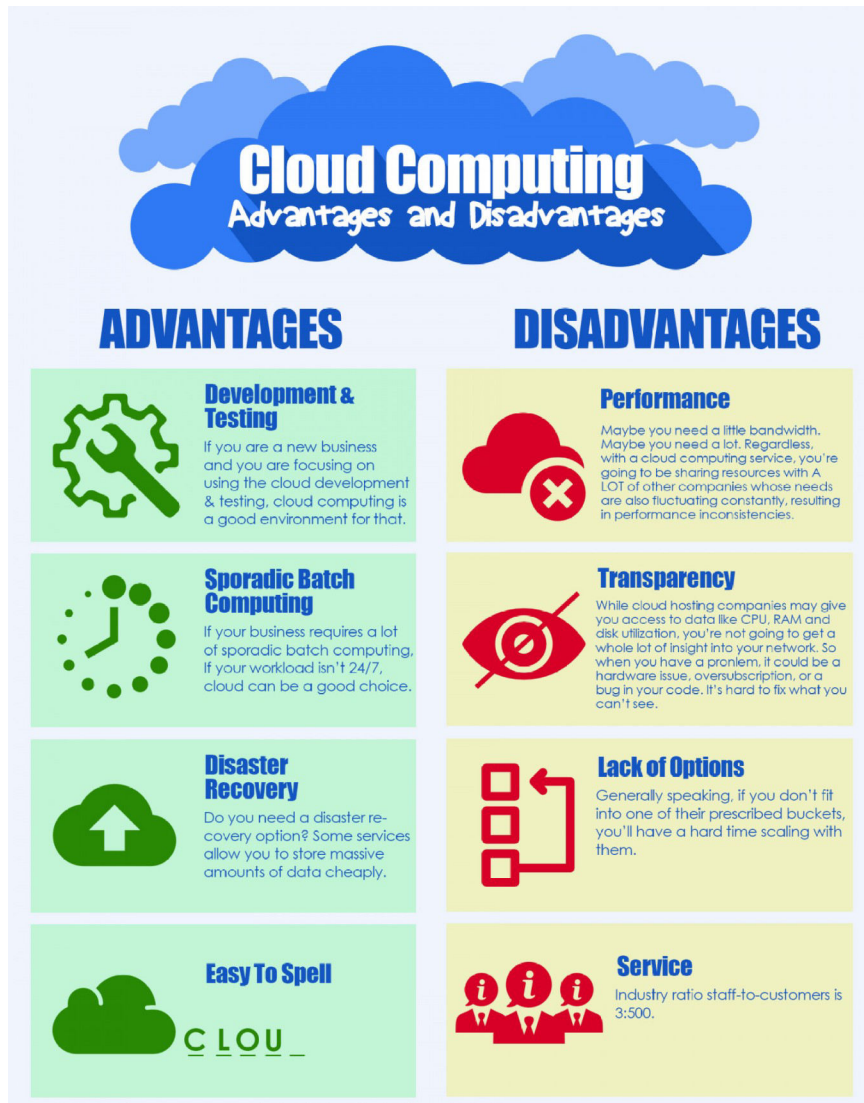 Cloud Computing
Advantages and Disadvantages
ADVANTAGES
Development &
Testing
If you are a new business
and you are focusing on
using the cloud development
& testing, cloud computing is
a good environment for that.
Sporadic Batch
Computing
If your business requires a lot
of sporadic batch computing,
If your workload isn't 24/7,
cloud can be a good choice.
Disaster
Recovery
Do you need a disaster re-
covery option? Some services
allow you to store massive
amounts of data cheaply.
Easy To Spell
C LOU _
DISADVANTAGES
Performance
Maybe you need a little bandwidth.
Maybe you need a lot. Regardless,
with a cloud computing service, you're
going to be sharing resources with A
LOT of other companies whose needs
are also fluctuating constantly, resulting
in performance inconsistencies.
Transparency
While cloud hosting companies may give
you access to data like CPU, RAM and
disk utilization, you're not going to get a
whole lot of insight into your network. So
when you have a pronlem, it could be a
hardware issue, oversubscription, or a
bug in your code. It's hard to fix what you
can't see.
Lack of Options
Generally speaking, if you don't fit
into one of their prescribed buckets,
you'll have a hard time scaling with
them.
i i i
Service
Industry ratio staff-to-customers is
3:500.